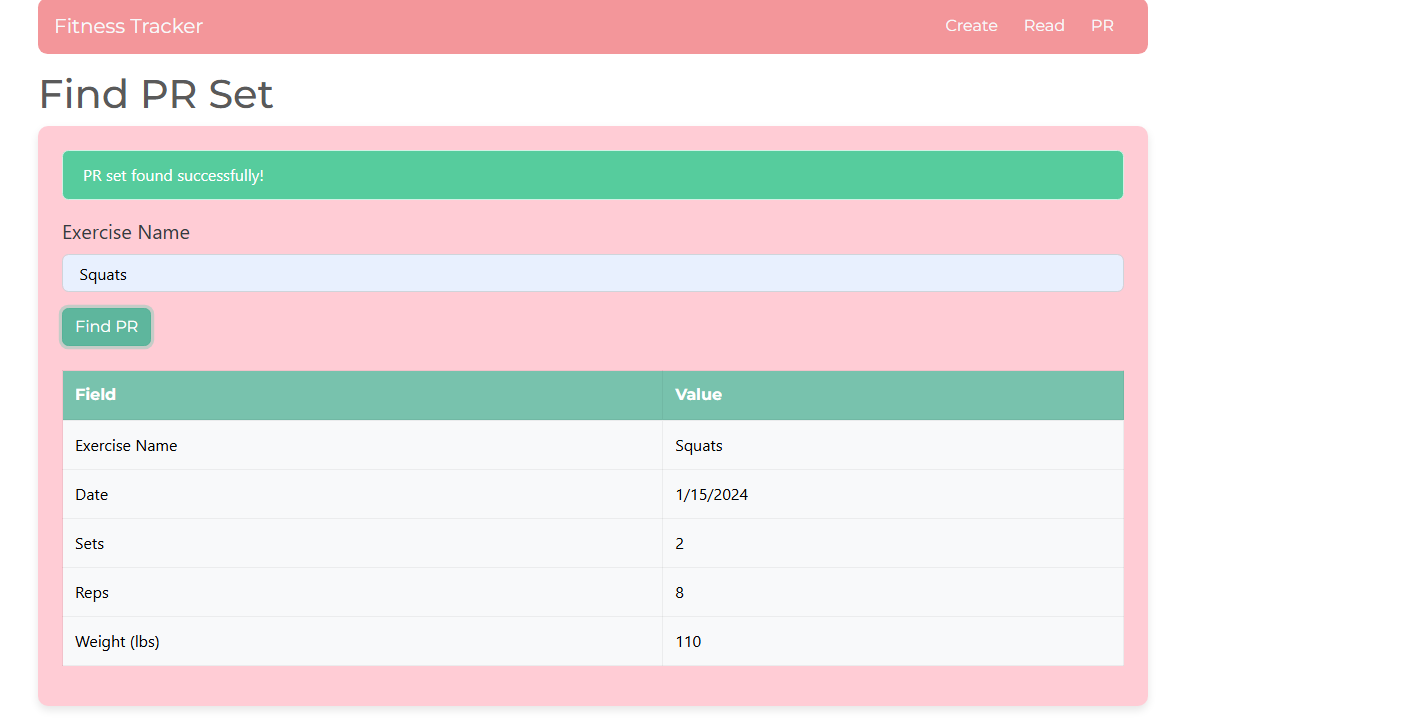 Fitness Tracker Create Read PR
Find PR Set
PR set found successfully!
Exercise Name
Squats
Find PR
Field Value
Exercise Name Squats
Date 1/15/2024
Sets 2
Reps 8
Weight (lbs) 110